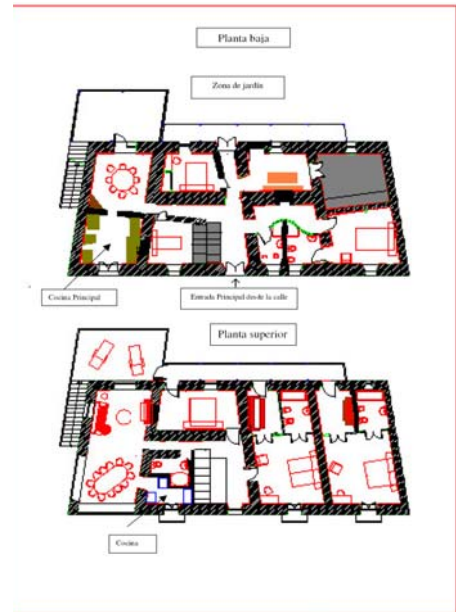 Planta baja
Zona de jardín
Cocina Principal
Entrada Principal desde la calle
Planta superior
Cocina